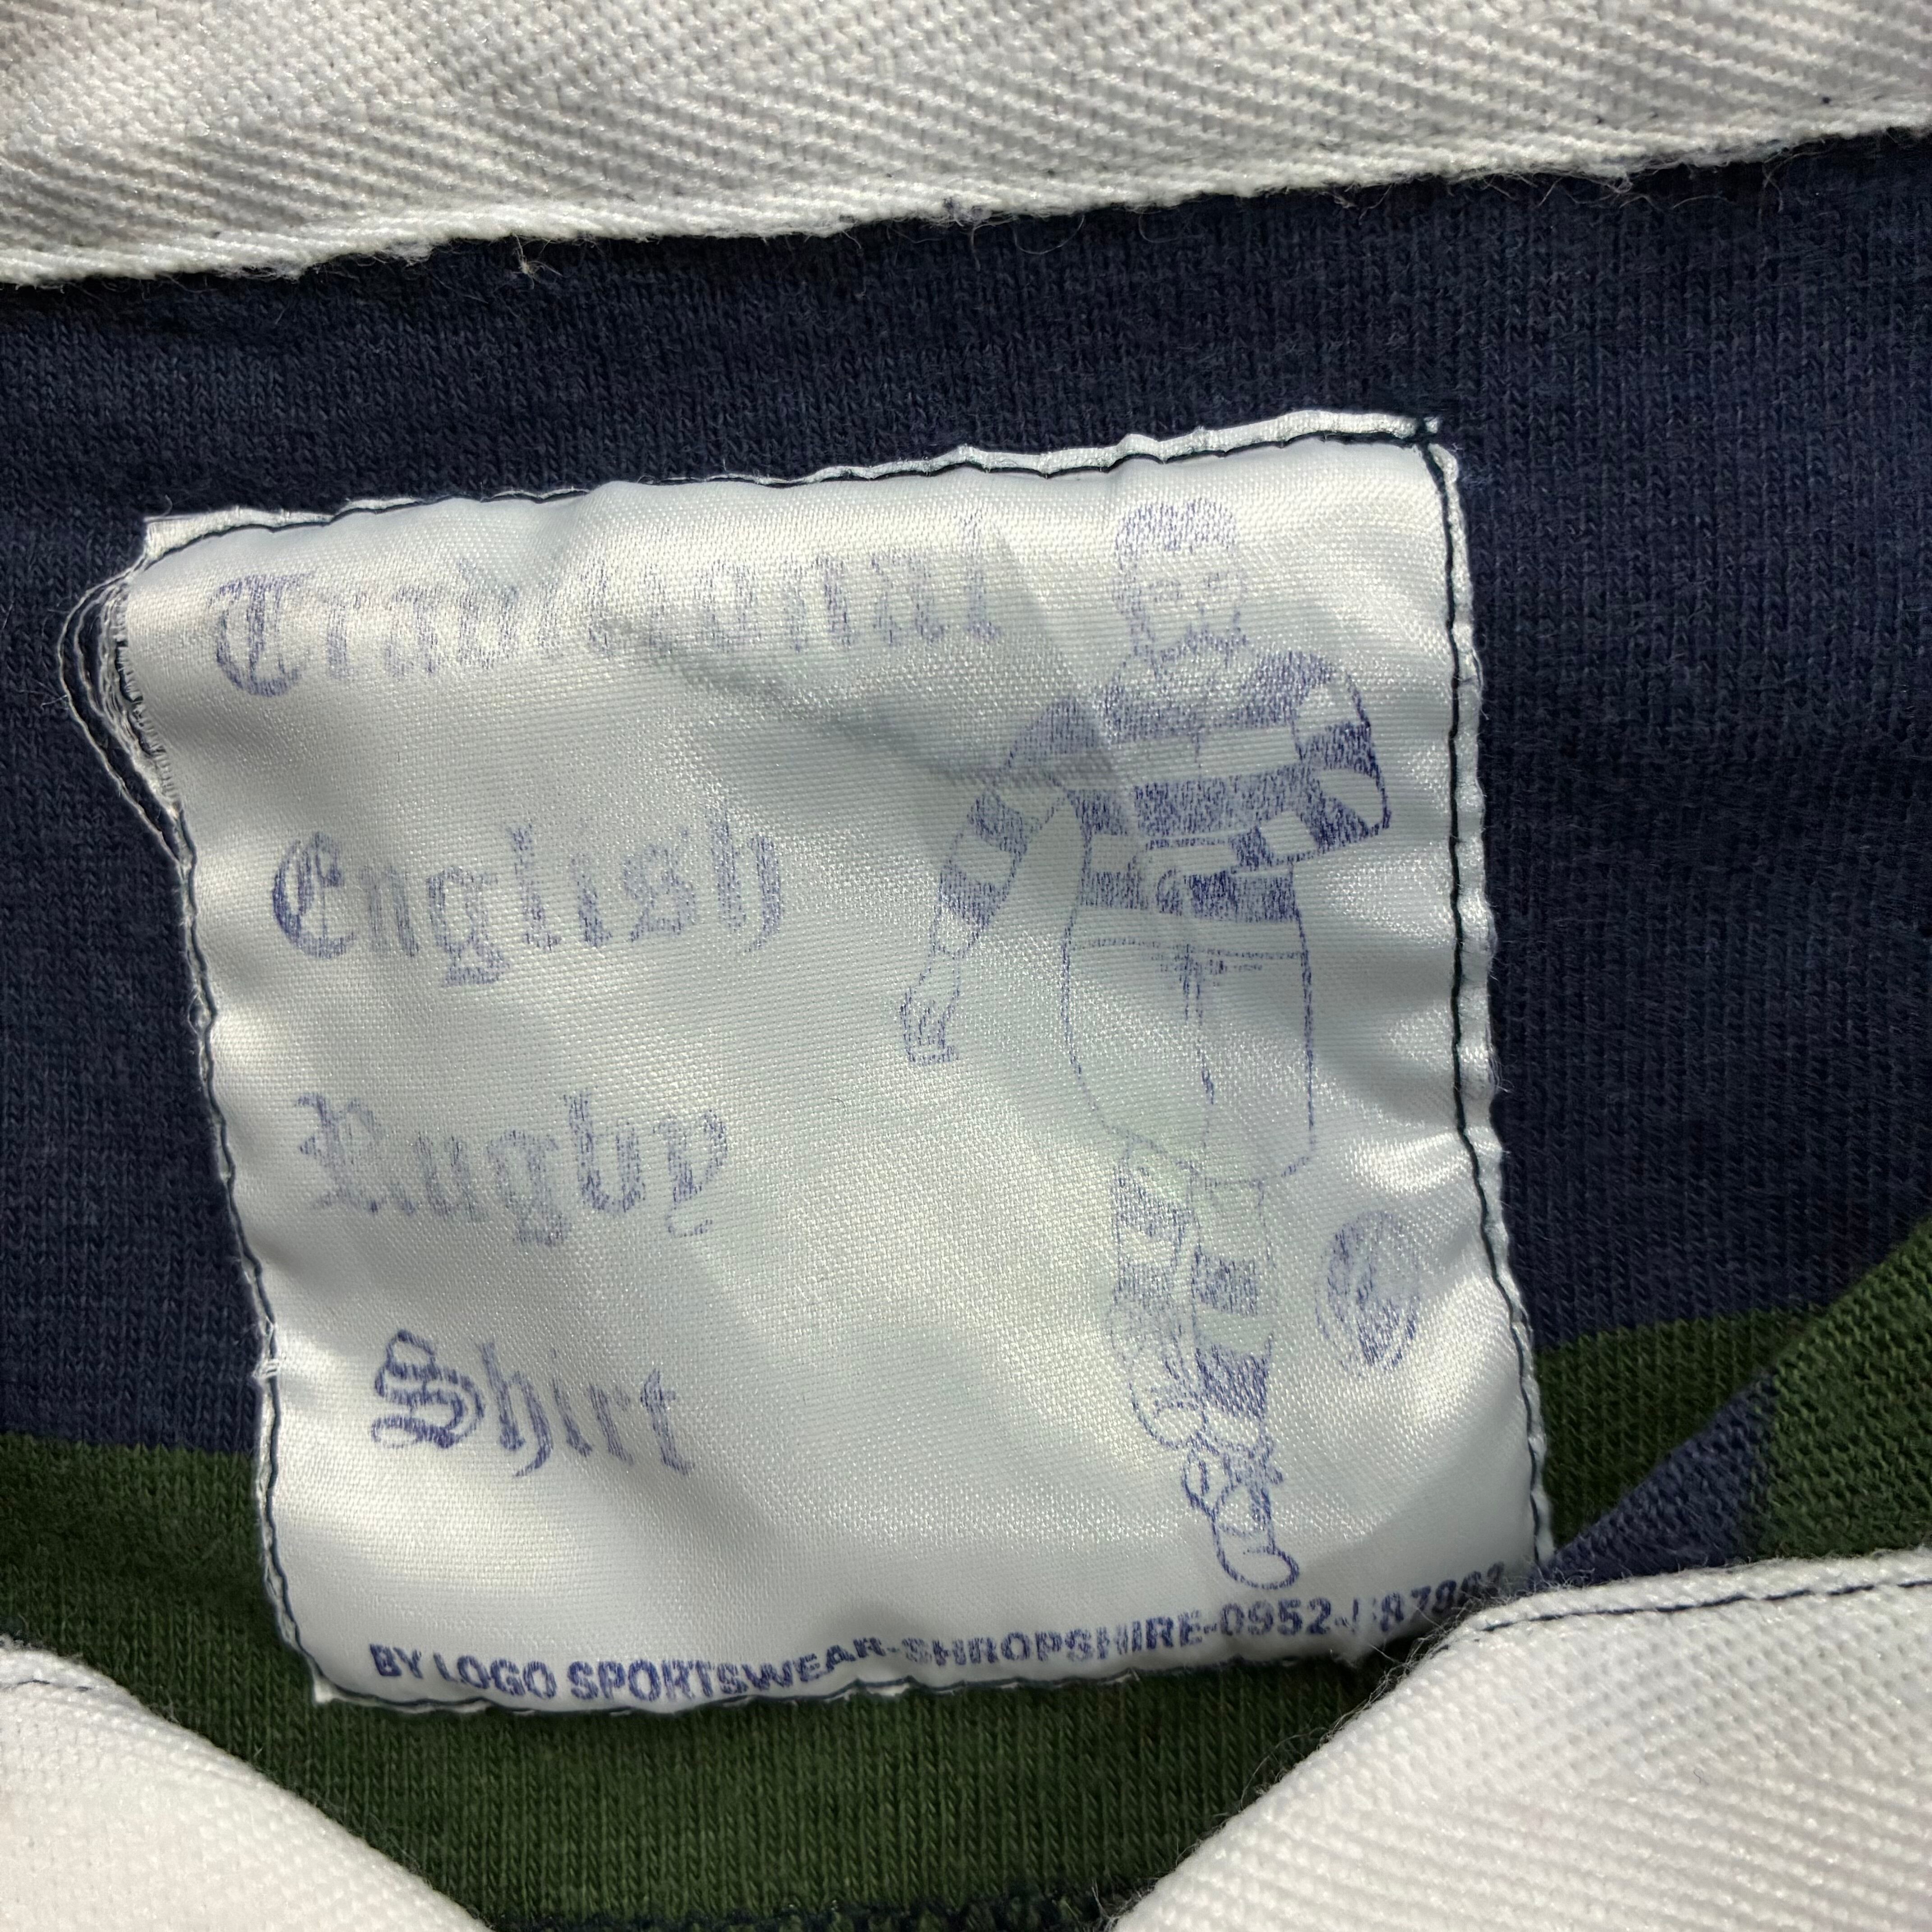 Traditional
English
Rugby
Shirt
BY LOGO SPORTSWEAR-SHROPSHIRE-0952-